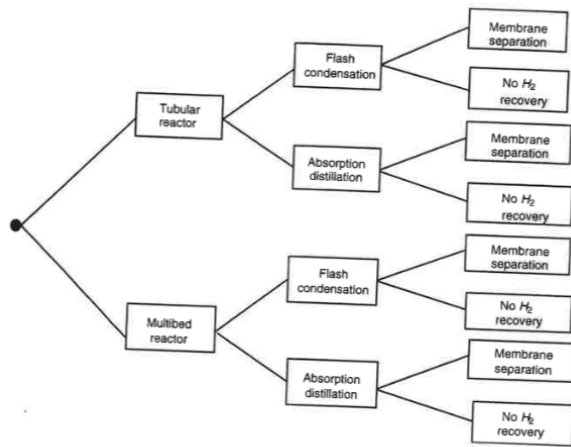 Membrane
separation
Flash
condensation
No H₂
recovery
Tubular
reactor
Membrane
separation
Absorption
distillation
No H₂
recovery
Membrane
separation
Flash
condensation
No H₂
recovery
Multibed
reactor
Membrane
separation
Absorption
distillation
No H₂
recovery